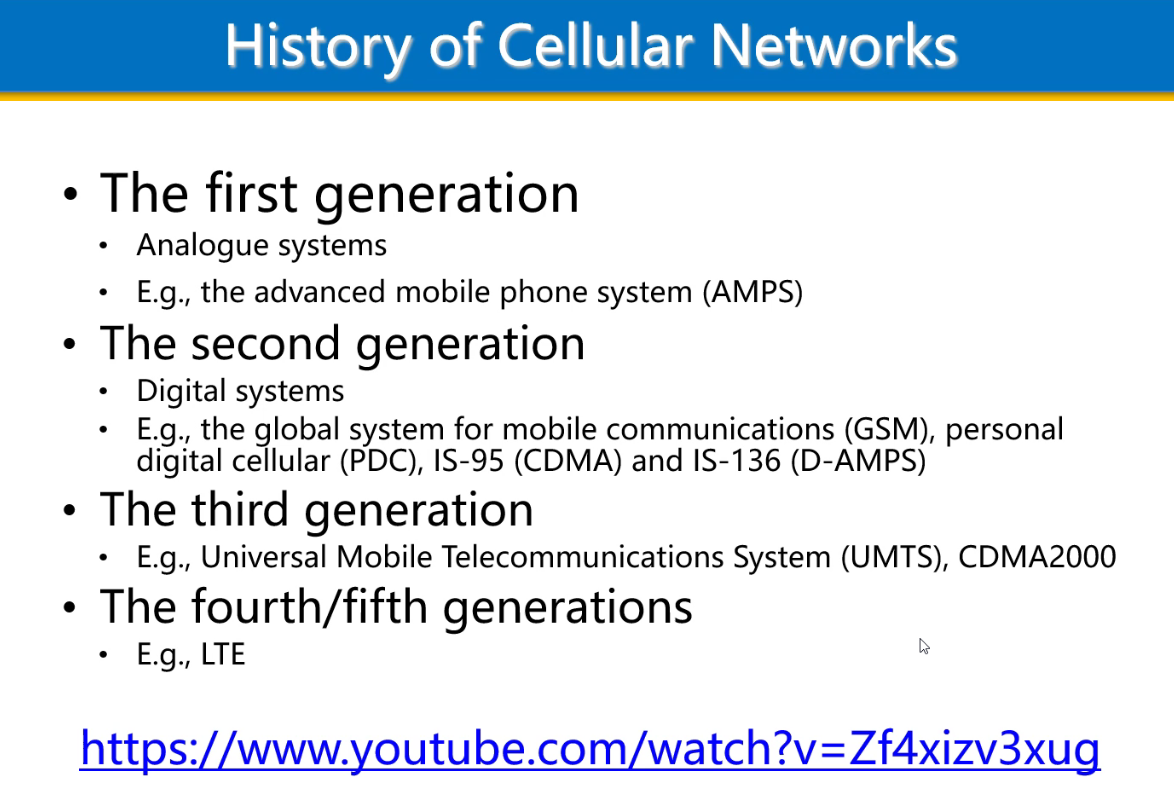 History of Cellular Networks
• The first generation
• Analogue systems
• E.g., the advanced mobile phone system (AMPS)
• The second generation
• Digital systems
• E.g., the global system for mobile communications (GSM), personal
digital cellular (PDC), IS-95 (CDMA) and IS-136 (D-AMPS)
• The third generation
• E.g., Universal Mobile Telecommunications System (UMTS), CDMA2000
• The fourth/fifth generations
• E.g., LTE
https://www.youtube.com/watch?v=Zf4xizv3xug